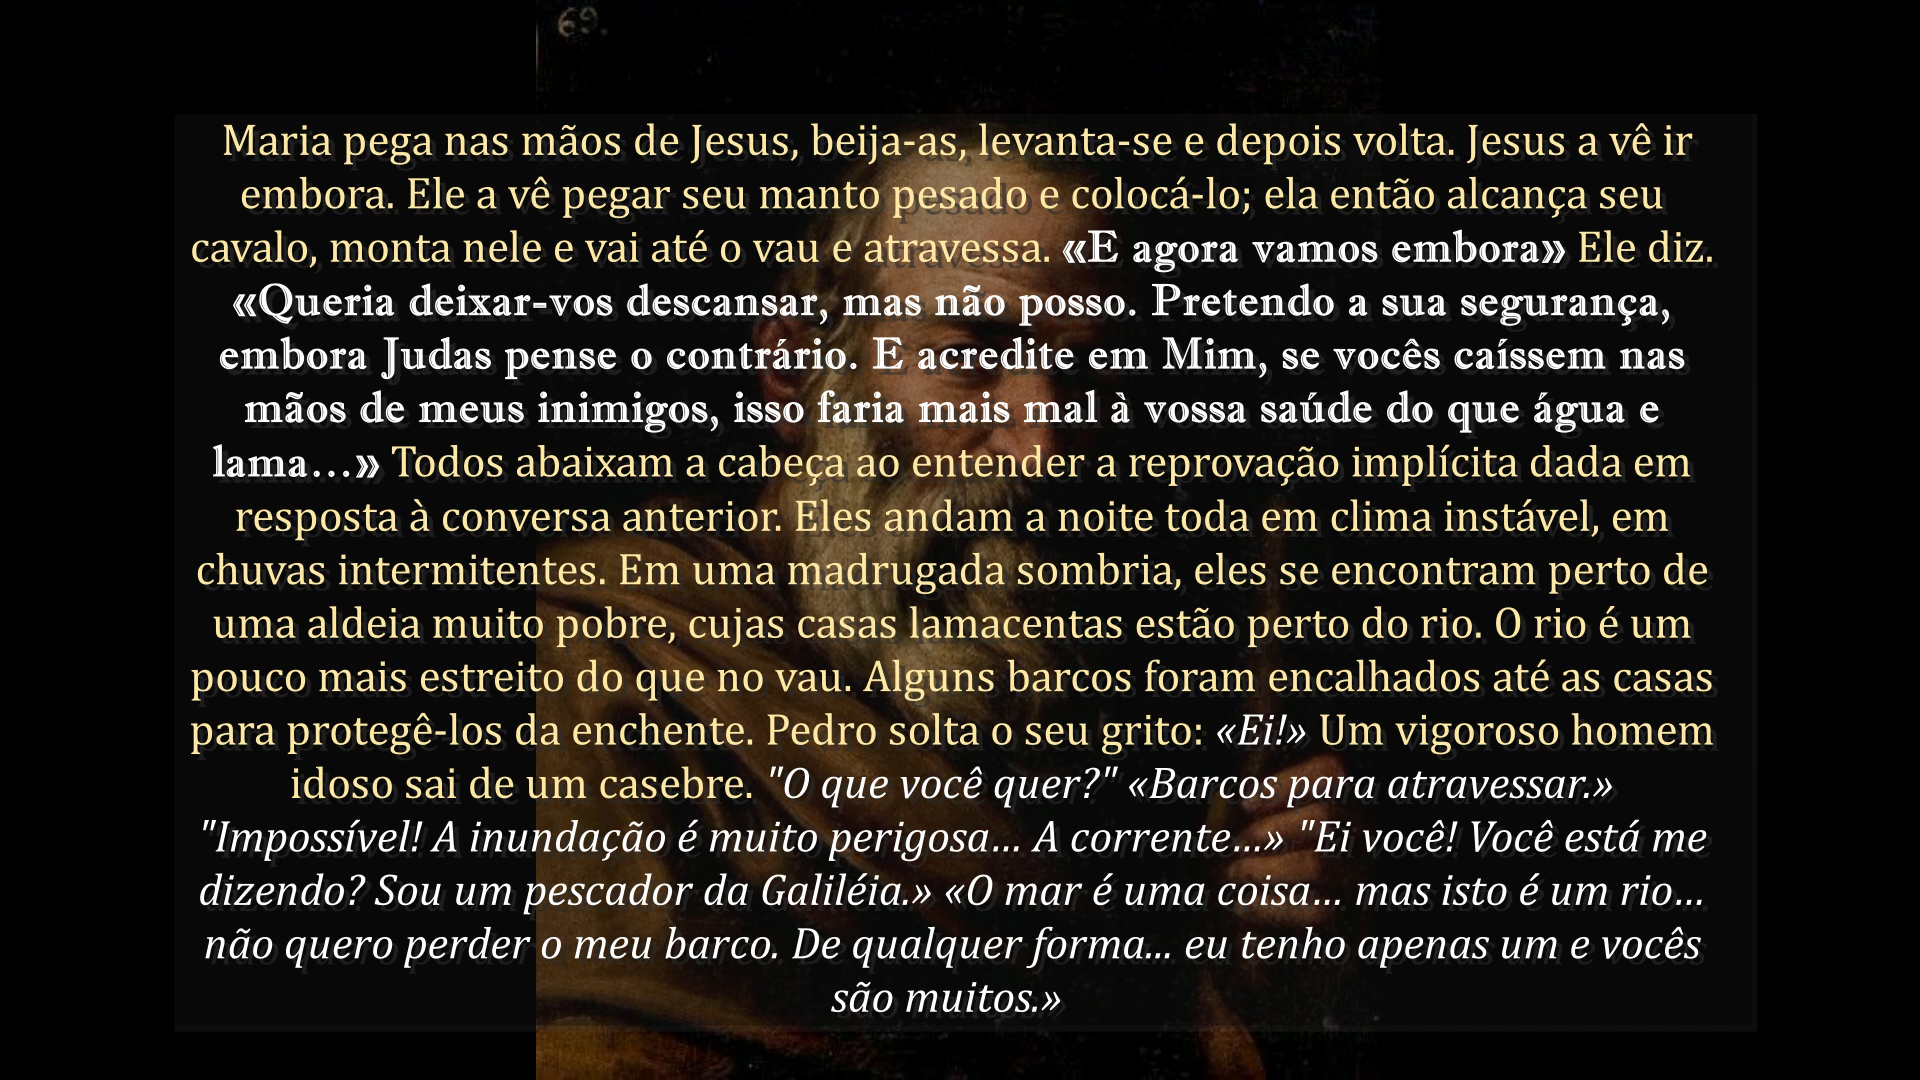 69.
Maria pega nas mãos de Jesus, beija-as, levanta-se e depois volta. Jesus a vê ir
embora. Ele a vê pegar seu manto pesado e colocá-lo; ela então alcança seu
cavalo, monta nele e vai até o vau e atravessa. «E agora vamos embora» Ele diz.
«Queria deixar-vos descansar, mas não posso. Pretendo a sua segurança,
embora Judas pense o contrário. E acredite em Mim, se vocês caíssem nas
mãos de meus inimigos, isso faria mais mal à vossa saúde do que água e
lama…» Todos abaixam a cabeça ao entender a reprovação implícita dada em
resposta à conversa anterior. Eles andam a noite toda em clima instável, em
chuvas intermitentes. Em uma madrugada sombria, eles se encontram perto de
uma aldeia muito pobre, cujas casas lamacentas estão perto do rio. O rio é um
pouco mais estreito do que no vau. Alguns barcos foram encalhados até as casas
para protegê-los da enchente. Pedro solta o seu grito: «Ei!» Um vigoroso homem
idoso sai de um casebre. "O que você quer?" «Barcos para atravessar.»
"Impossível! A inundação é muito perigosa… A corrente…» "Ei você! Você está me
dizendo? Sou um pescador da Galiléia.» «O mar é uma coisa… mas isto é um rio…
não quero perder o meu barco. De qualquer forma... eu tenho apenas um e vocês
são muitos.»